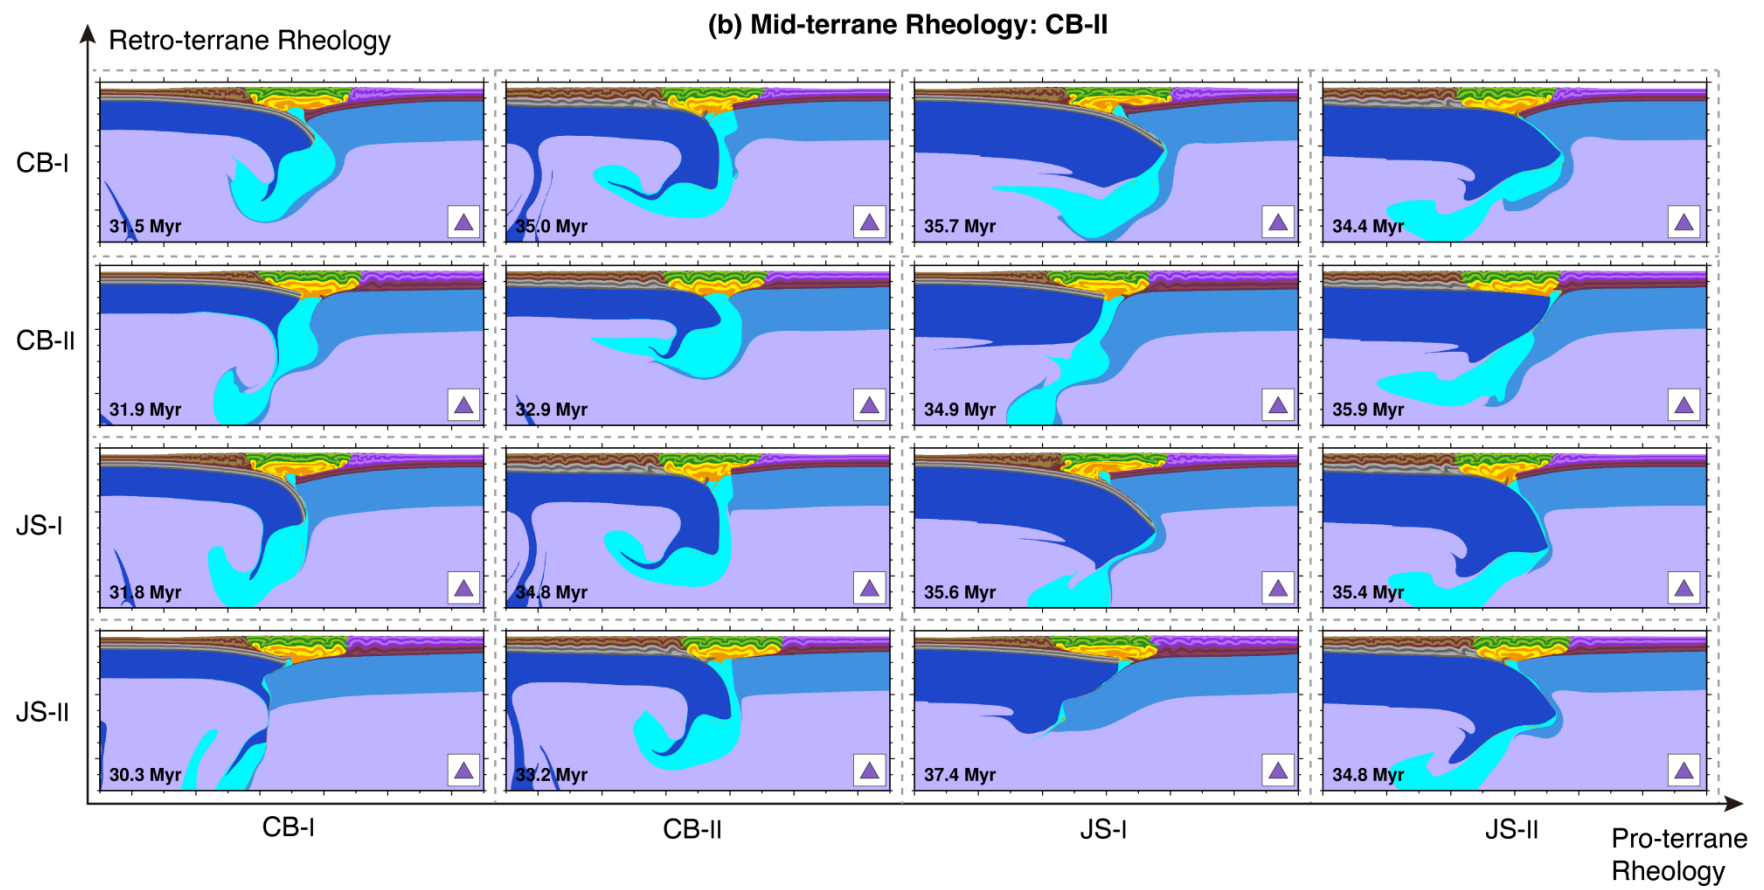 (b) Mid-terrane Rheology: CB-II
Retro-terrane Rheology
CB-I
31.5 Myr
35.0 Myr
35.7 Myr
34.4 Myr
CB-II
31.9 Myr
32.9 Myr
34.9 Myr
35.9 Myr
JS-I
31.8 Myr
34.8 Myr
35.6 Myr
35.4 Myr
JS-II
30.3 Myr
33.2 Myr
37.4 Myr
34.8 Myr
CB-I
CB-II
JS-I
JS-II
Pro-terrane
Rheology